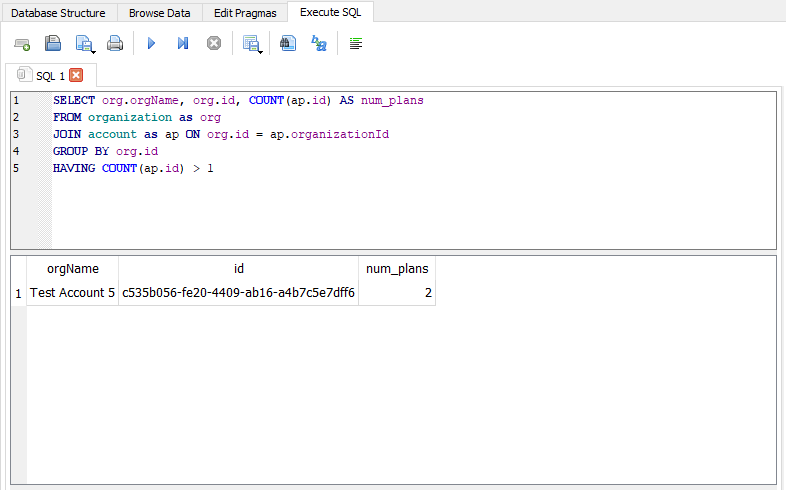 Database Structure Browse Data Edit Pragmas Execute SQL
SQL 1
1 SELECT org.orgName, org.id, COUNT(ap.id) AS num_plans
2 FROM organization as org
3 JOIN account as ap ON org.id = ap.organizationId
4 GROUP BY org.id
5 HAVING COUNT(ap.id) > 1
orgName id num_plans
1 Test Account 5 c535b056-fe20-4409-ab16-a4b7c5e7dff6 2